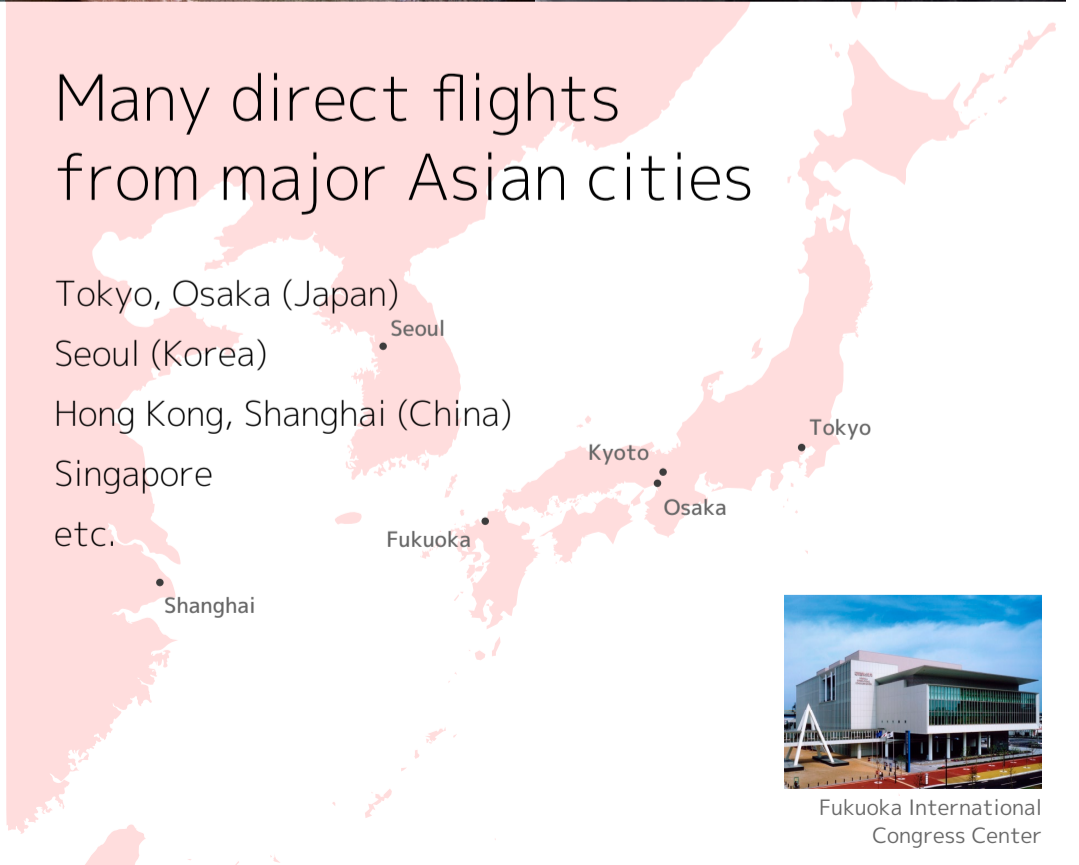 Many direct flights
from major Asian cities
Tokyo, Osaka (Japan)
Seoul (Korea)
Hong Kong, Shanghai (China)
Singapore
etc.
Seoul
Tokyo
Kyoto
Osaka
Fukuoka
Shanghai
Fukuoka International
Congress Center